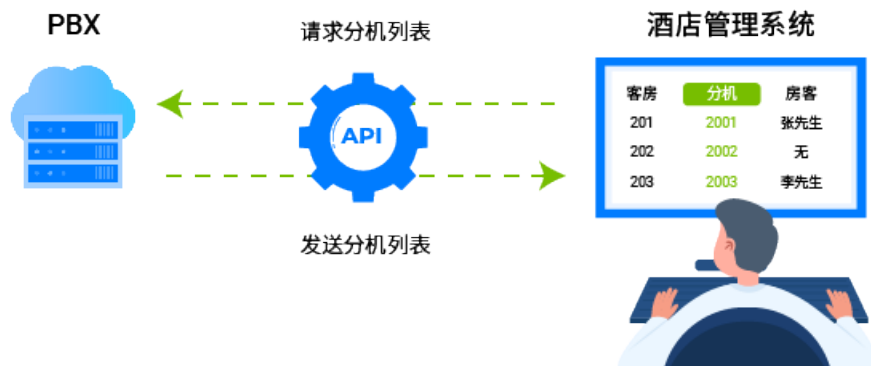 PBX
请求分机列表
API
发送分机列表
酒店管理系统
客房 分机 房客
201 2001 张先生
202 2002 无
203 2003 李先生